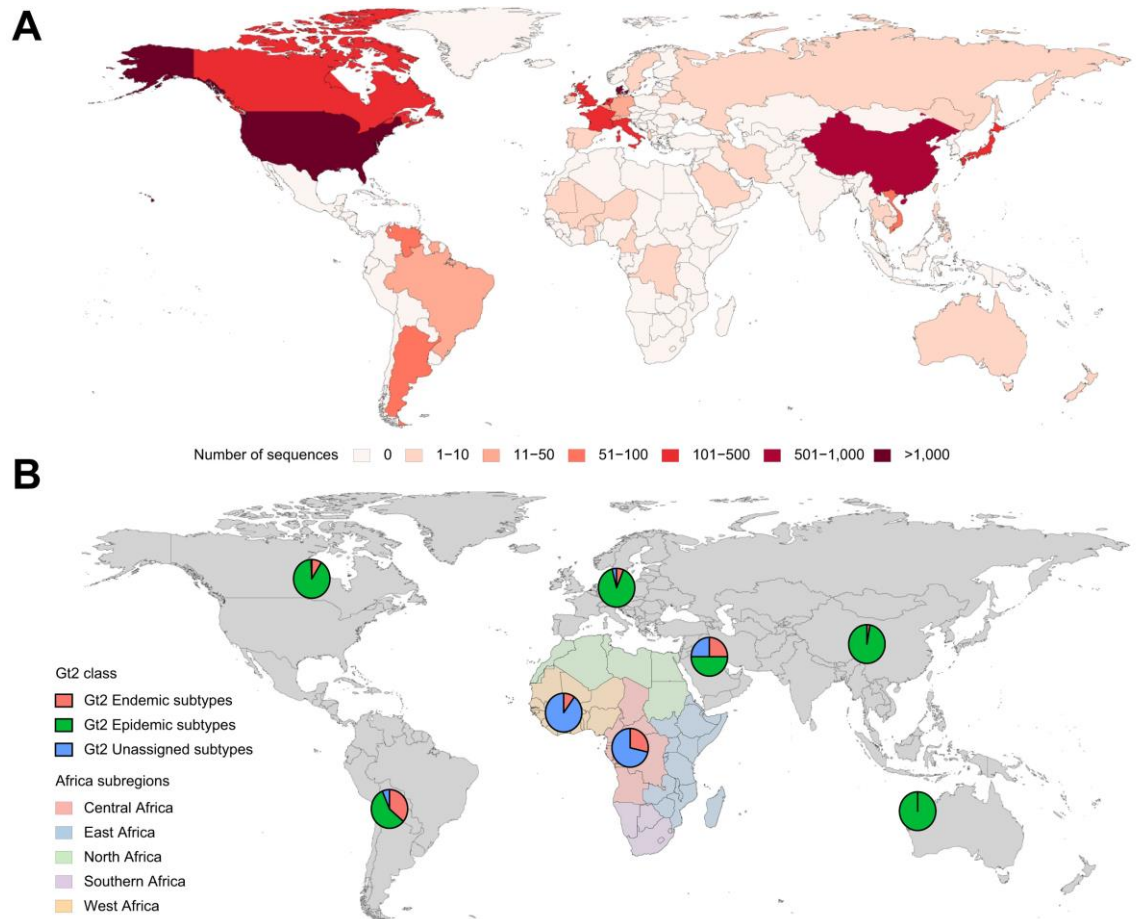 A
Number of sequences 0 1−10 11−50 51−100 101−500 501−1,000 >1,000
B
Gt2 class
Gt2 Endemic subtypes
Gt2 Epidemic subtypes
Gt2 Unassigned subtypes
Africa subregions
Central Africa
East Africa
North Africa
Southern Africa
West Africa